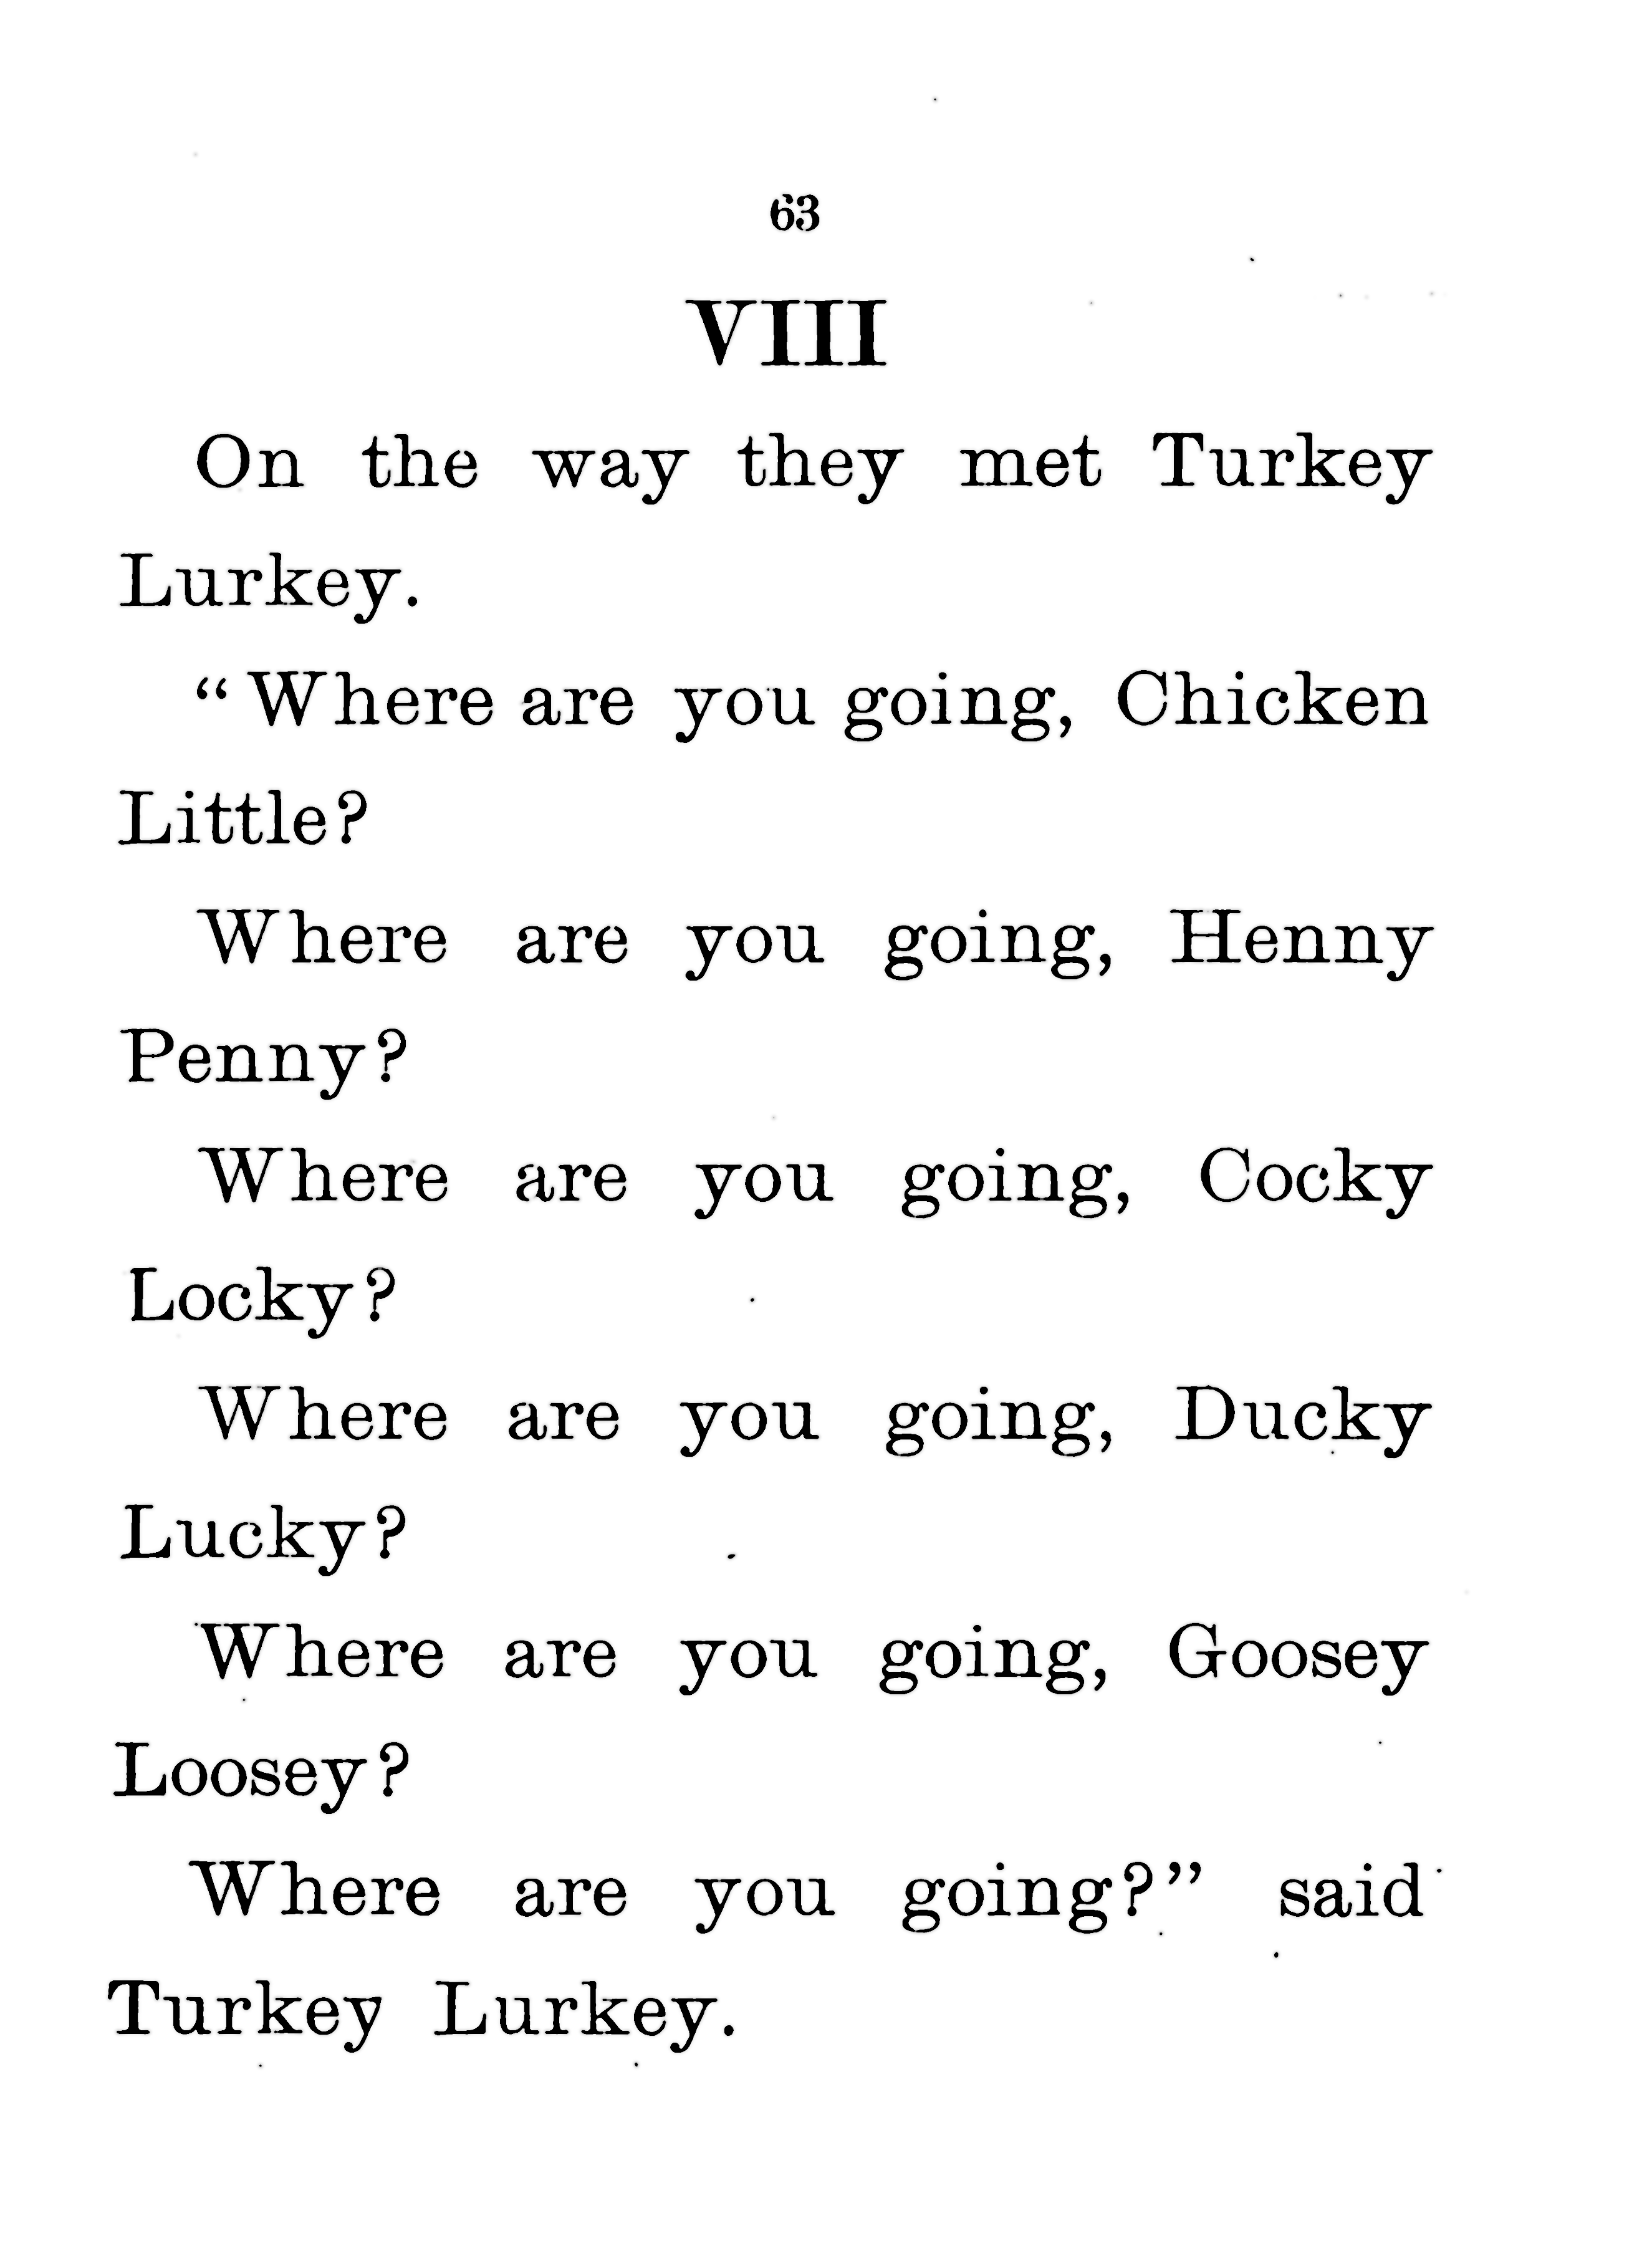 63
VIII
On the way they met Turkey
Lurkey.
“Where are you going, Chicken
Little?
Where are you going, Henny
Penny?
Where are you going, Cocky
Locky?
Where are you going, Ducky
Lucky?
Where are you going, Goosey
Loosey?
Where are you going?” said
Turkey Lurkey.